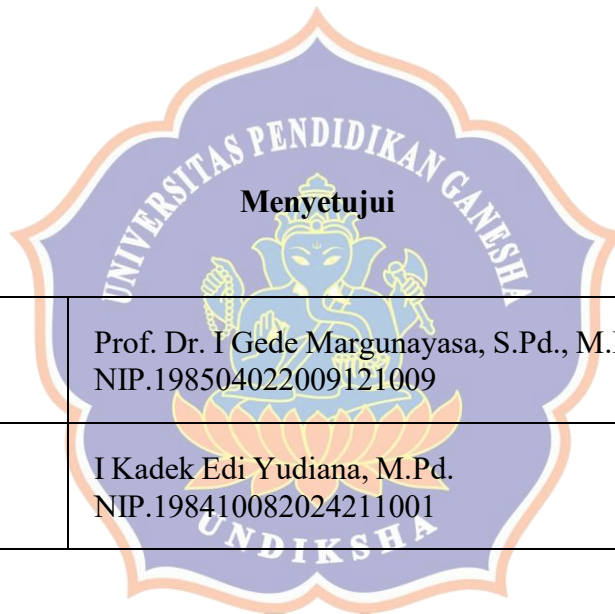 UNIVERSITAS PENDIDIKAN GANESHA
Menyetujui
Prof. Dr. I Gede Margunayasa, S.Pd., M.
NIP.198504022009121009
I Kadek Edi Yudiana, M.Pd.
NIP.198410082024211001
UNDIKSHA